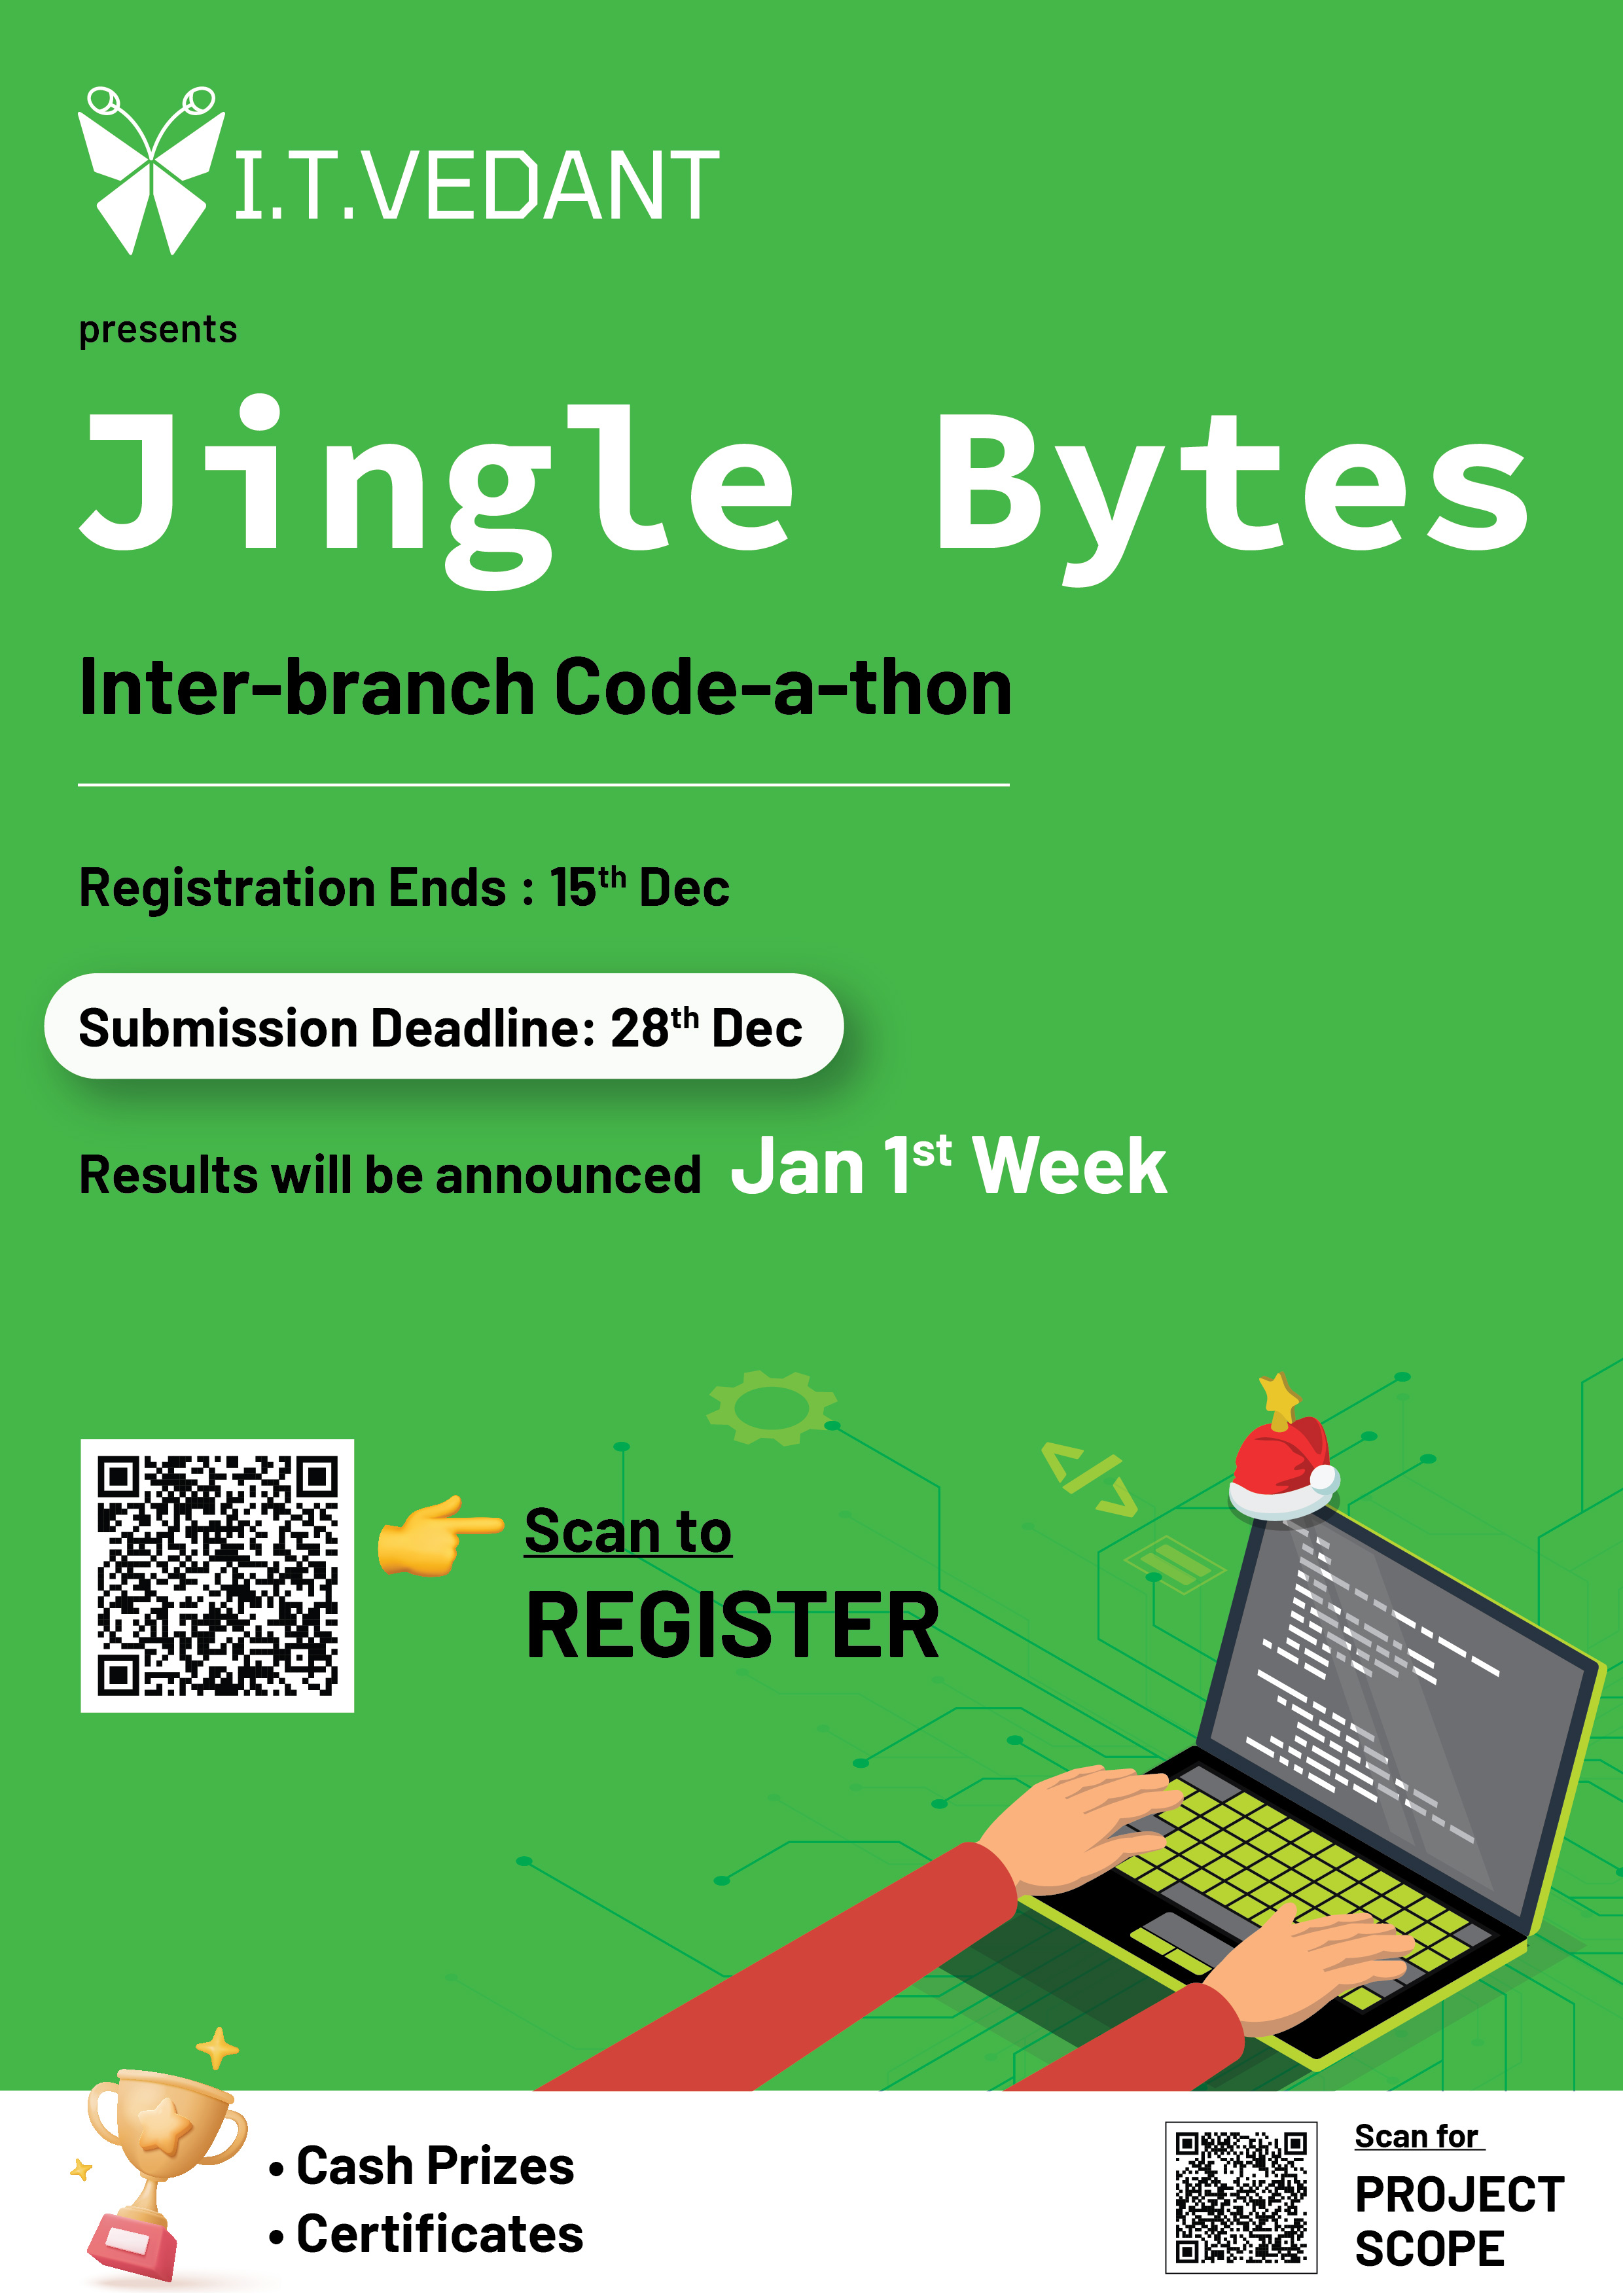 I.T.VEDANT
presents
Jingle Bytes
Inter-branch Code-a-thon
Registration Ends : 15th Dec
Submission Deadline: 28th Dec
Results will be announced Jan 1st Week
</>
Scan to
REGISTER
• Cash Prizes
• Certificates
Scan for
PROJECT
SCOPE